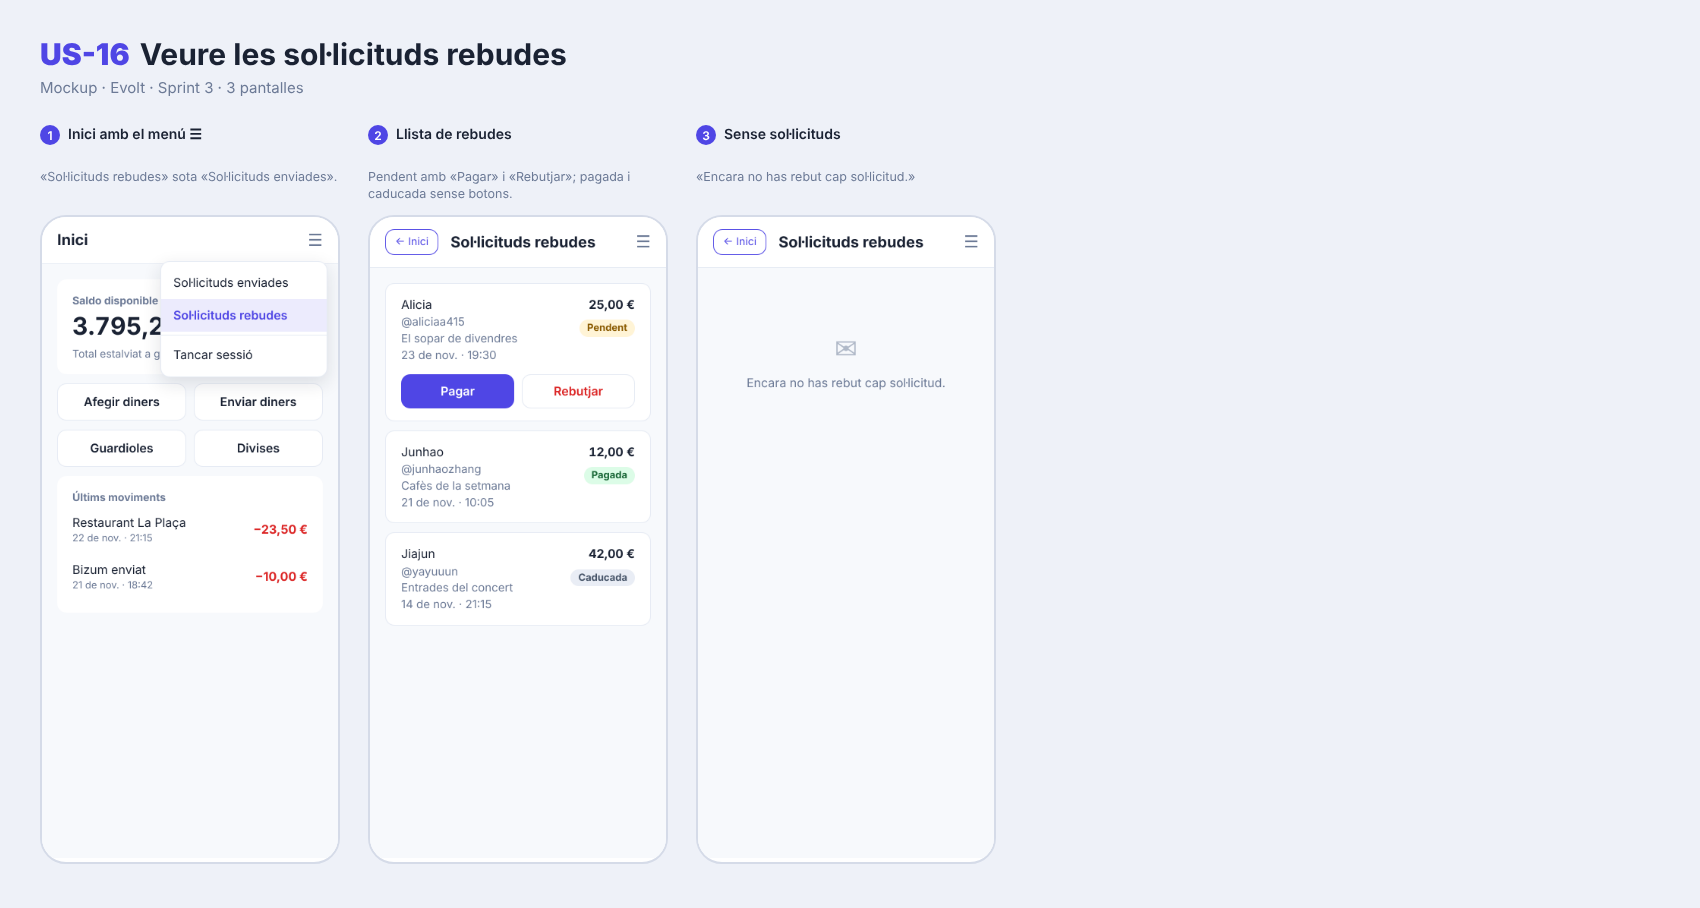 US-16 Veure les sol·licituds rebudes
Mockup · Evolt · Sprint 3 · 3 pantalles
1 Inici amb el menú ☰
«Sol·licituds rebudes» sota «Sol·licituds enviades».
Inici ☰
Sol·licituds enviades
Sol·licituds rebudes
Tancar sessió
Saldo disponible
3.795,2
Total estalviat a g
Afegir diners
Enviar diners
Guardioles
Divises
Últims moviments
Restaurant La Plaça
−23,50 €
22 de nov. · 21:15
Bizum enviat
−10,00 €
21 de nov. · 18:42
2 Llista de rebudes
Pendent amb «Pagar» i «Rebutjar»; pagada i
caducada sense botons.
← Inici
Sol·licituds rebudes ☰
Alicia
25,00 €
@aliciaa415
Pendent
El sopar de divendres
23 de nov. · 19:30
Pagar
Rebutjar
Junhao
12,00 €
@junhaozhang
Pagada
Cafès de la setmana
21 de nov. · 10:05
Jiajun
42,00 €
@yayuuun
Caducada
Entrades del concert
14 de nov. · 21:15
3 Sense sol·licituds
«Encara no has rebut cap sol·licitud.»
← Inici
Sol·licituds rebudes ☰
✉
Encara no has rebut cap sol·licitud.